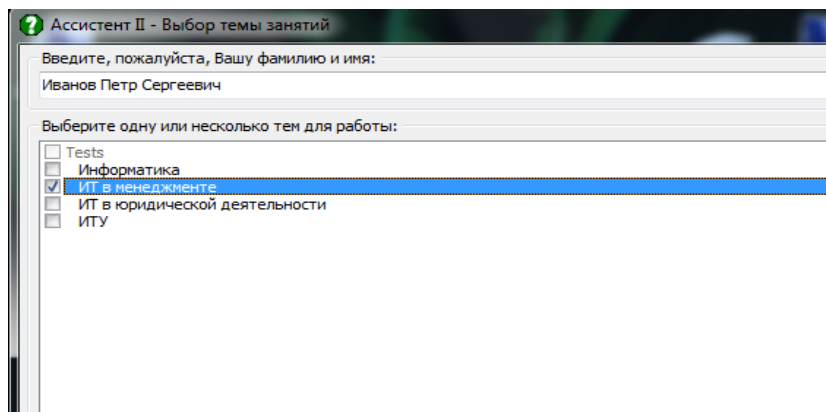 Ассистент II - Выбор темы занятий
Введите, пожалуйста, Вашу фамилию и имя:
Иванов Петр Сергеевич
Выберите одну или несколько тем для работы:
Tests
Информатика
ИТ в менеджменте
ИТ в юридической деятельности
ИТУ